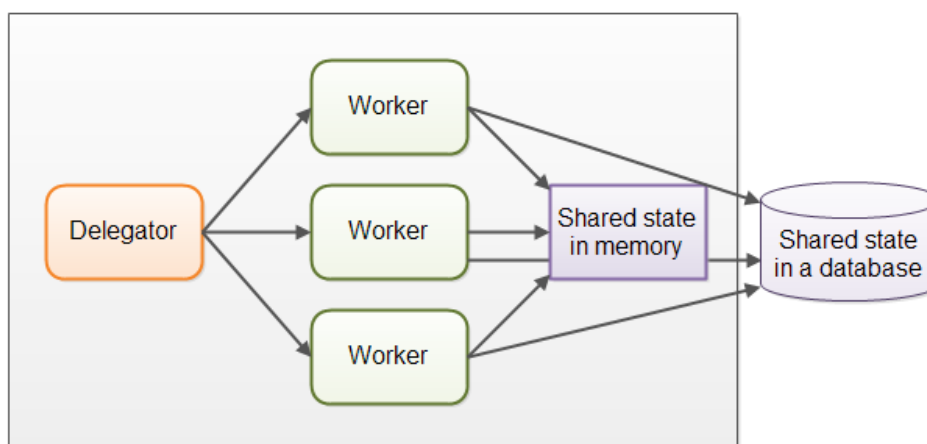 Worker
Delegator
Worker
Shared state
in memory
Shared state
in a database
Worker